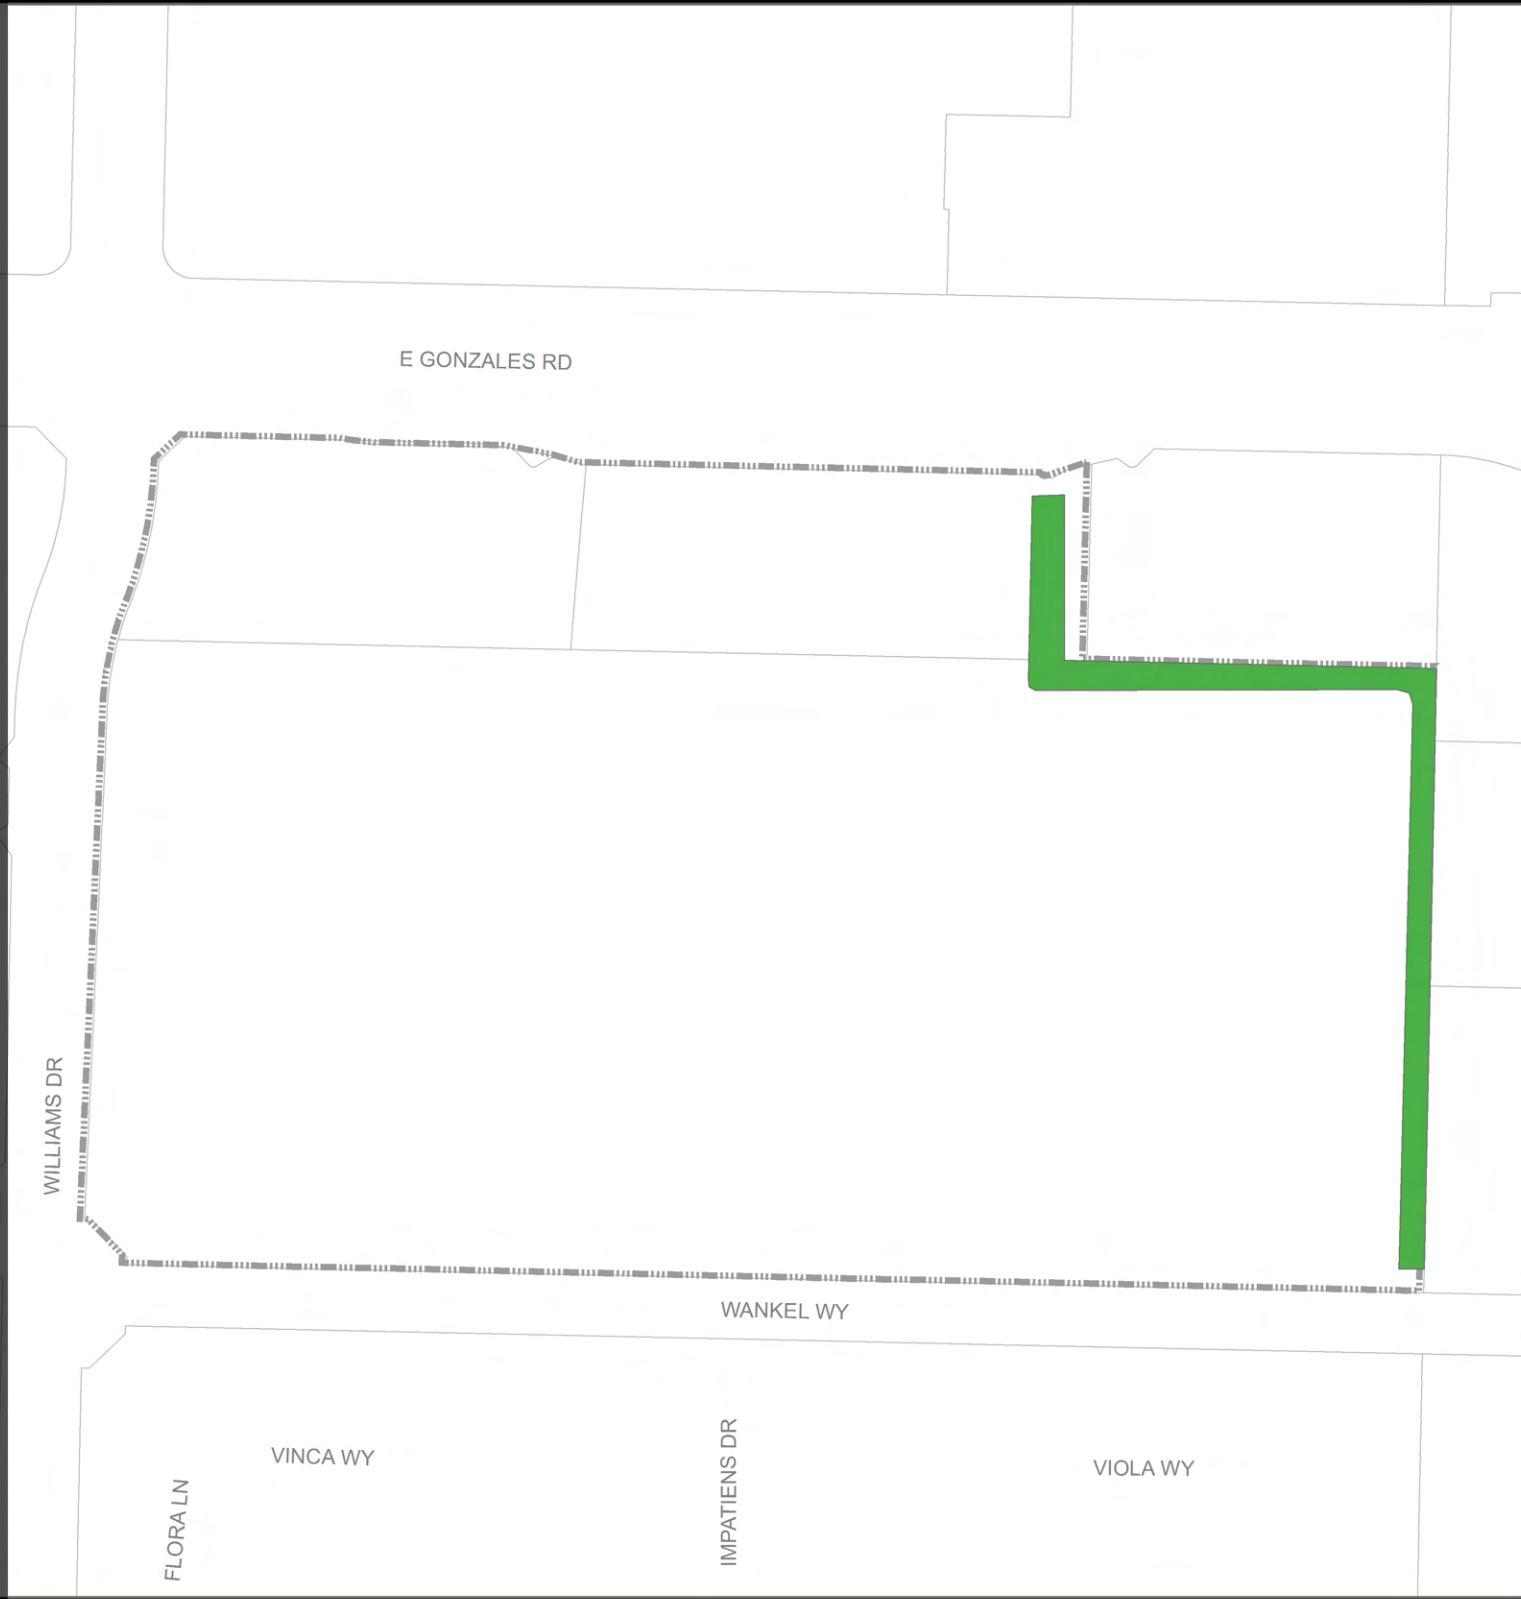 E GONZALES RD
WILLIAMS DR
WANKEL WY
VINCA WY
FLORA LN
IMPATIENS DR
VIOLA WY